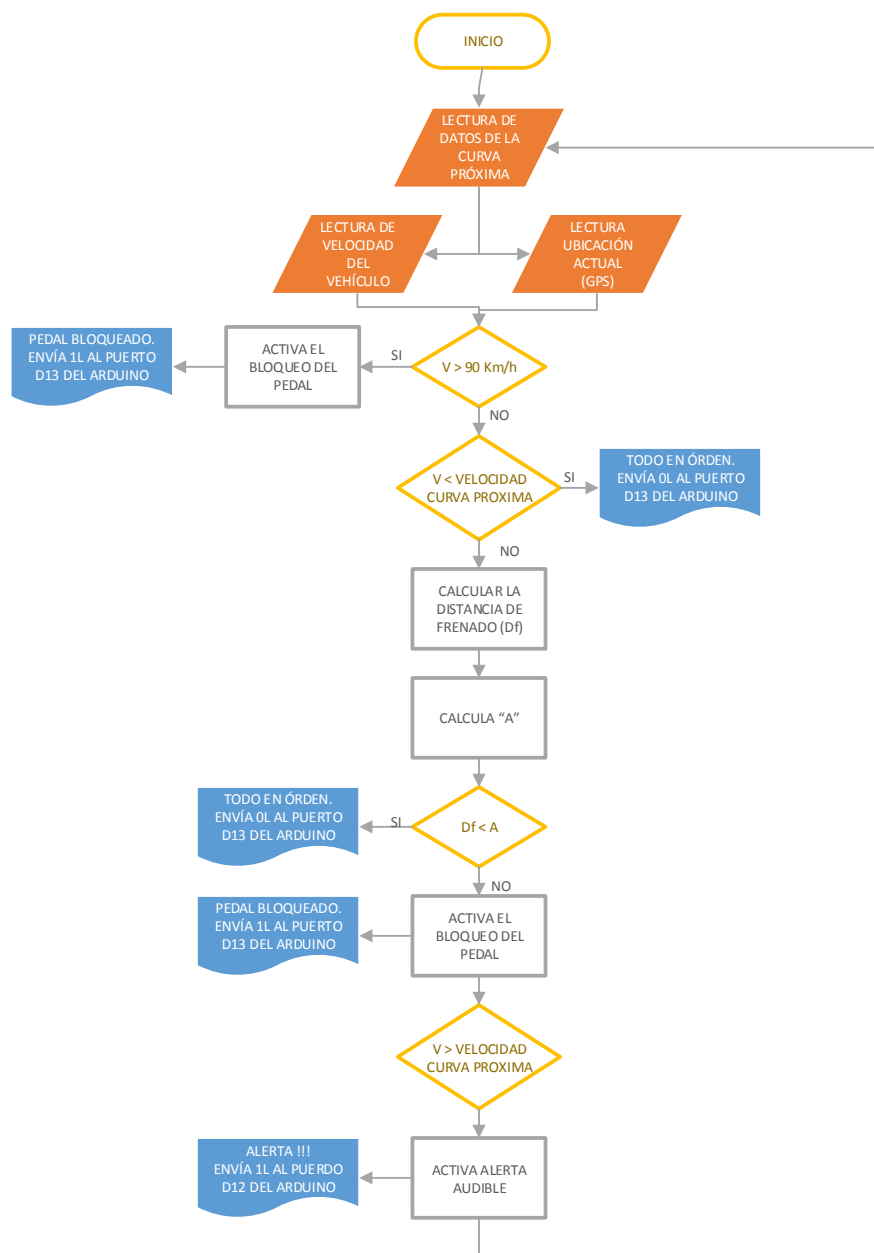 INICIO
LECTURA DE
DATOS DE LA
CURVA
PRÓXIMA
LECTURA DE
VELOCIDAD
DEL
VEHÍCULO
LECTURA
UBICACIÓN
ACTUAL
(GPS)
PEDAL BLOQUEADO.
ENVÍA 1L AL PUERTO
D13 DEL ARDUINO
ACTIVA EL
BLOQUEO DEL
PEDAL
SI
V > 90 Km/h
NO
V < VELOCIDAD
CURVA PROXIMA
SI
TODO EN ÓRDEN.
ENVÍA 0L AL PUERTO
D13 DEL ARDUINO
NO
CALCULAR LA
DISTANCIA DE
FRENADO (Df)
CALCULA “A”
TODO EN ÓRDEN.
ENVÍA 0L AL PUERTO
D13 DEL ARDUINO
SI
Df < A
NO
PEDAL BLOQUEADO.
ENVÍA 1L AL PUERTO
D13 DEL ARDUINO
ACTIVA EL
BLOQUEO DEL
PEDAL
V > VELOCIDAD
CURVA PROXIMA
ALERTA !!!
ENVÍA 1L AL PUERDO
D12 DEL ARDUINO
ACTIVA ALERTA
AUDIBLE